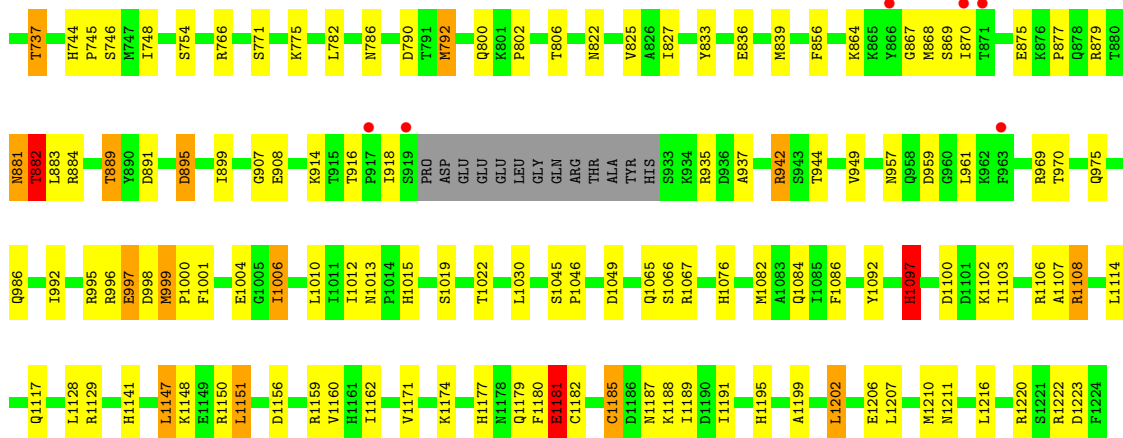 T737 H744 P745 S746 M747 I748 S754 R766 S771 K775 L782 N786 D790 T791 M792 Q800 K801 P802 T806 N822 V825 A826 I827 Y833 E836 M839 F856 K864 K865 Y866 G867 M868 S869 I870 T871 E875 K876 P877 Q878 R879 T880
N881 T882 L883 R884 T889 Y890 D891 D895 I899 G907 E908 K914 T915 T916 P917 I918 S919 PRO ASP GLU GLU GLU LEU GLY GLN ARG THR ALA TYR HIS S933 K934 R935 D936 A937 R942 S943 T944 V949 N957 Q958 D959 G960 L961 K962 F963 R969 T970 Q975
Q986 I992 R995 R996 E997 D998 M999 P1000 F1001 E1004 G1005 I1006 L1010 I1011 I1012 N1013 P1014 H1015 S1019 T1022 L1030 S1045 P1046 D1049 Q1065 S1066 R1067 H1076 M1082 A1083 Q1084 I1085 F1086 Y1092 H1097 D1100 D1101 K1102 I1103 R1106 A1107 R1108 L1114
Q1117 L1128 R1129 H1141 L1147 K1148 E1149 R1150 L1151 D1156 R1159 V1160 H1161 I1162 V1171 K1174 H1177 N1178 Q1179 F1180 E1181 C1182 C1185 D1186 N1187 K1188 I1189 D1190 I1191 H1195 A1199 L1202 E1206 L1207 M1210 N1211 L1216 R1220 S1221 R1222 L1223 F1224